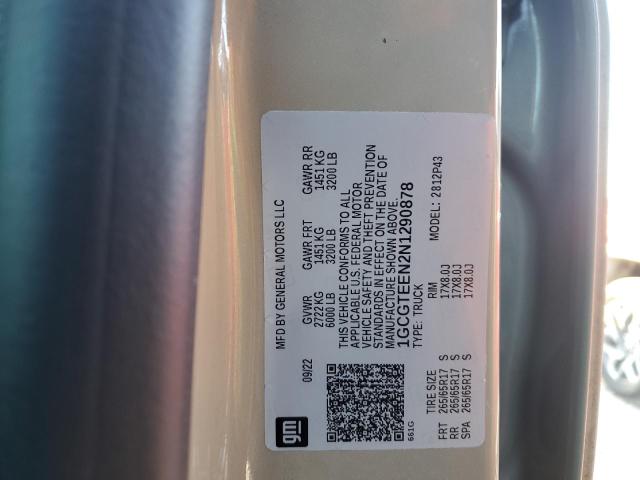 MFD BY GENERAL MOTORS LLC
09/22
GVWR GAWR FRT GAWR RR
2722 KG 1451 KG 1451 KG
6000 LB 3200 LB 3200 LB
THIS VEHICLE CONFORMS TO ALL
APPLICABLE U.S. FEDERAL MOTOR
VEHICLE SAFETY AND THEFT PREVENTION
STANDARDS IN EFFECT ON THE DATE OF
MANUFACTURE SHOWN ABOVE.
1GCGTEEN2N1290878
TYPE: TRUCK
MODEL: 2812P43
gm
661G
TIRE SIZE RIM
FRT 265/65R17 S 17X8.0J
RR 265/65R17 S 17X8.0J
SPA 265/65R17 S 17X8.0J